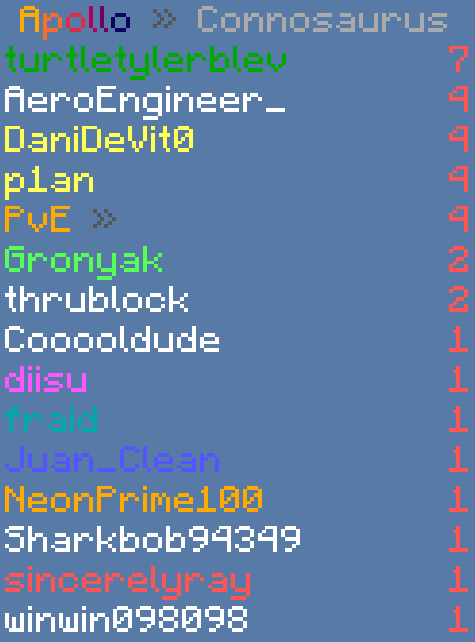 Apollo » Connosaurus
turtletylerblev 7
AeroEngineer_ 4
DaniDeVit0 4
p1an 4
PvE » 4
Gronyak 2
thrublock 2
Cooooldude 1
diisu 1
fraid 1
Juan_Clean 1
NeonPrime100 1
Sharkbob94349 1
sincerelyray 1
winwin098098 1